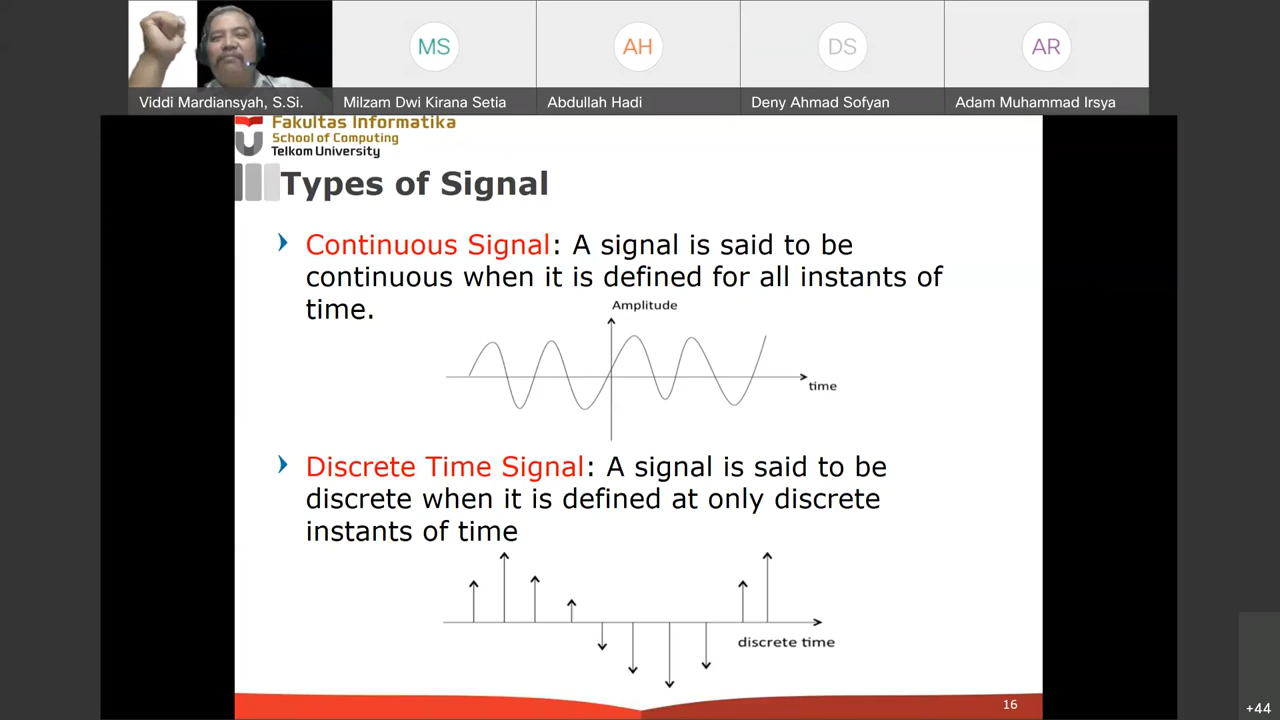 MS
AH
DS
AR
Viddi Mardiansyah, S.Si.
Milzam Dwi Kirana Setia
Abdullah Hadi
Deny Ahmad Sofyan
Adam Muhammad Irsya
Fakultas Informatika
School of Computing
Telkom University
Types of Signal
Continuous Signal: A signal is said to be
continuous when it is defined for all instants of
time.
Amplitude
time
Discrete Time Signal: A signal is said to be
discrete when it is defined at only discrete
instants of time
discrete time
16
+44